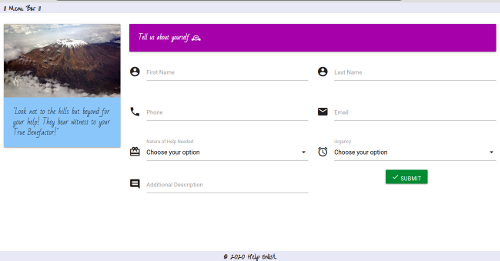 || Menu Bar ||
Tell us about yourself
"Look not to the hills but beyond for
your help! They bear witness to your
True Benefactor!"
First Name
Last Name
Phone
Email
Nature of Help Needed
Choose your option
Urgency
Choose your option
Additional Description
SUBMIT
© 2020 Help Enlist